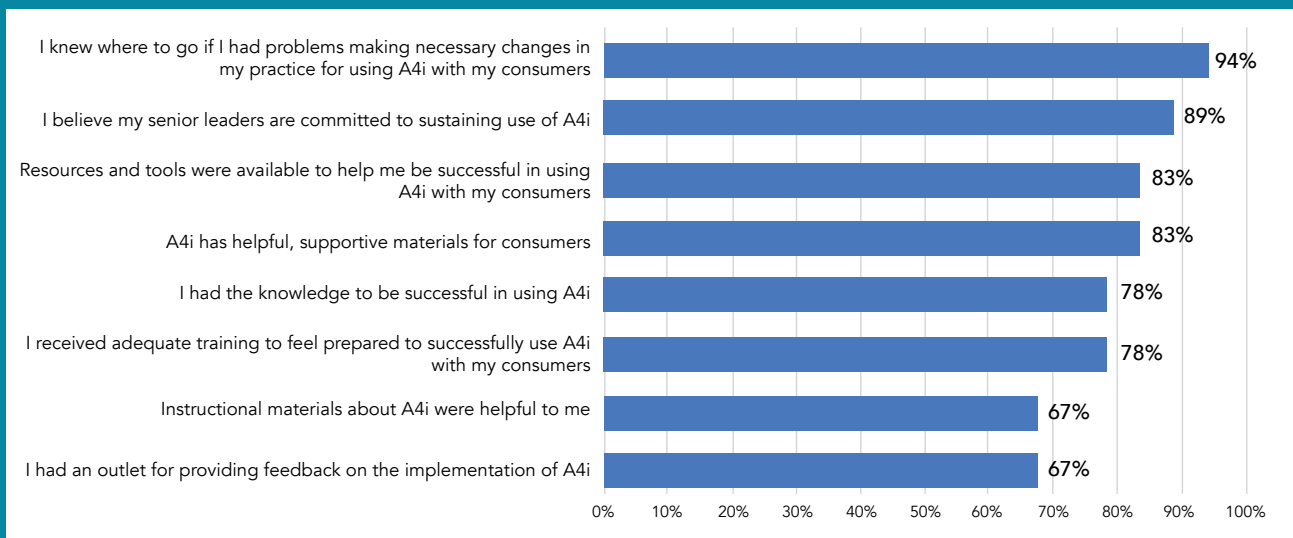 I knew where to go if I had problems making necessary changes in
my practice for using A4i with my consumers
94%
I believe my senior leaders are committed to sustaining use of A4i
89%
Resources and tools were available to help me be successful in using
A4i with my consumers
83%
A4i has helpful, supportive materials for consumers
83%
I had the knowledge to be successful in using A4i
78%
I received adequate training to feel prepared to successfully use A4i
with my consumers
78%
Instructional materials about A4i were helpful to me
67%
I had an outlet for providing feedback on the implementation of A4i
67%
0% 10% 20% 30% 40% 50% 60% 70% 80% 90% 100%